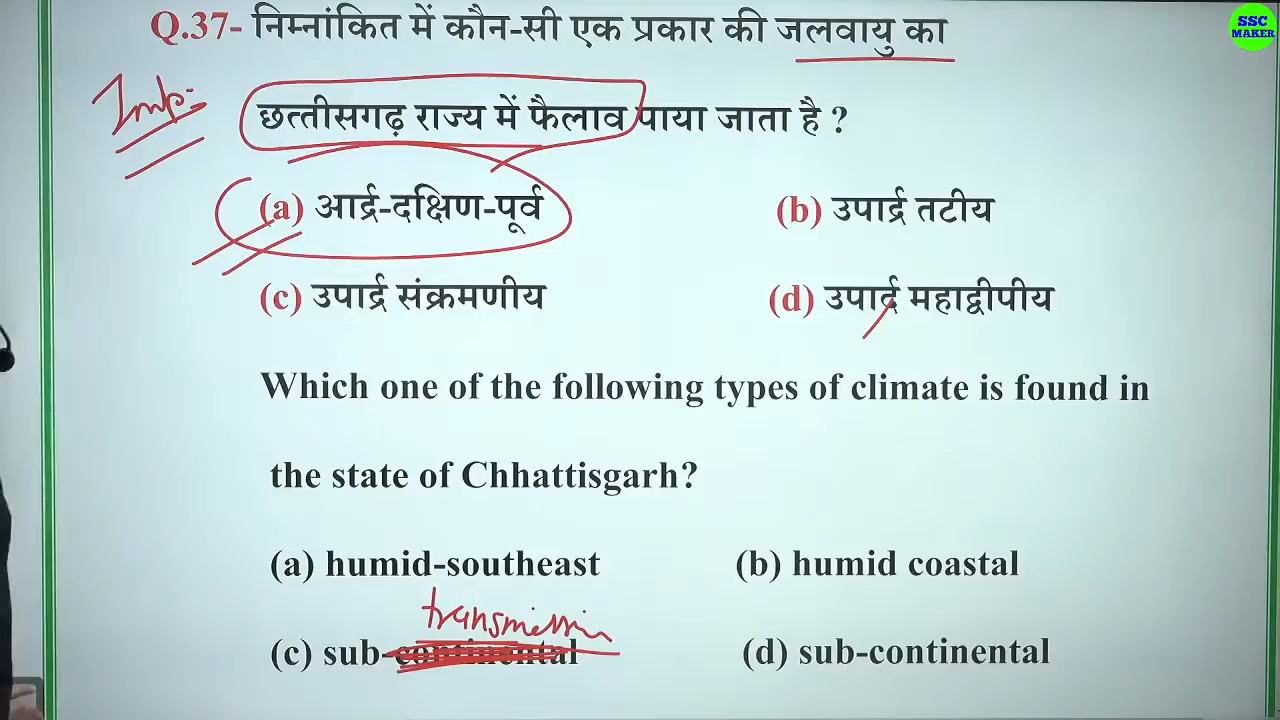 Q.37- निम्नांकित में कौन-सी एक प्रकार की जलवायु का
SSC MAKER
Imp.
छत्तीसगढ़ राज्य में फैलाव पाया जाता है ?
(a) आर्द्र-दक्षिण-पूर्व (b) उपार्द्र तटीय
(c) उपार्द्र संक्रमणीय (d) उपार्द्र महाद्वीपीय
Which one of the following types of climate is found in
the state of Chhattisgarh?
(a) humid-southeast (b) humid coastal
(c) sub-continental (d) sub-continental